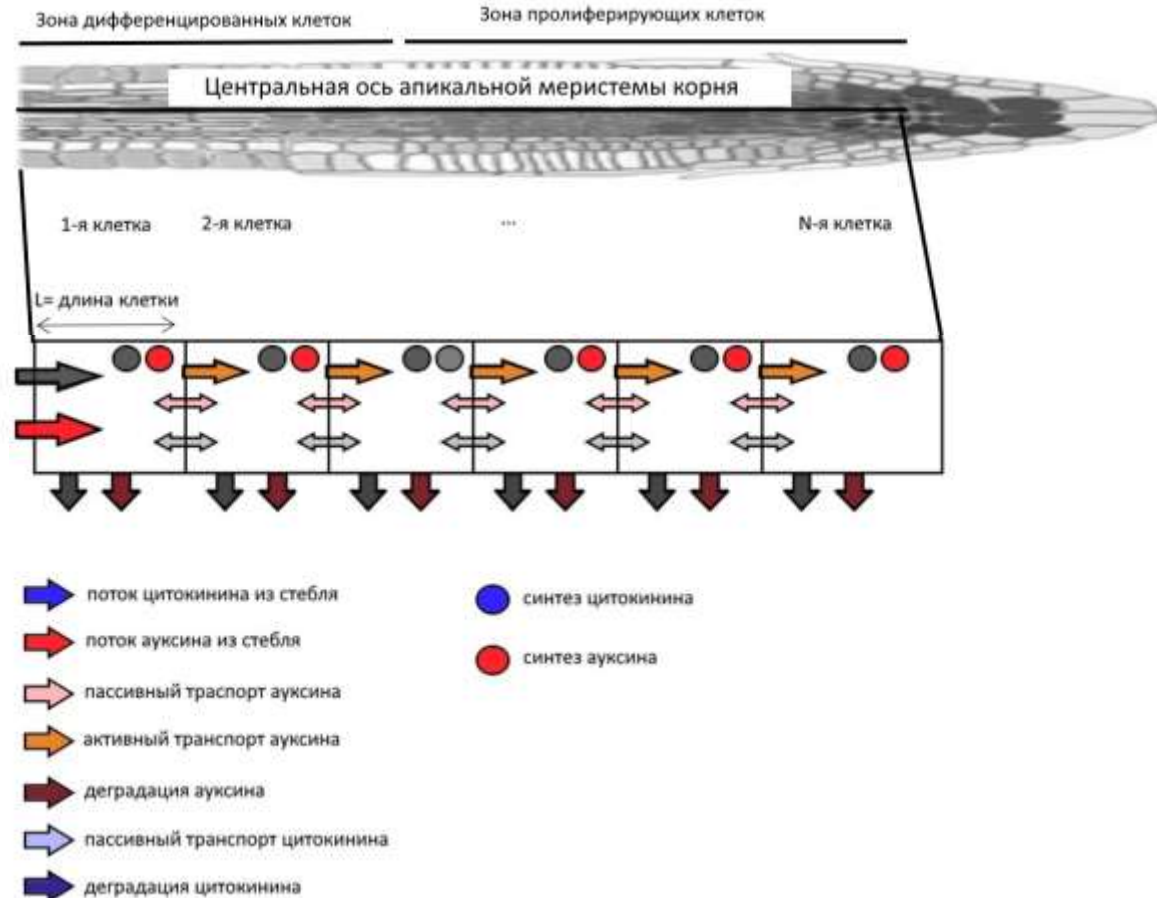 Зона дифференцированных клеток
Зона пролиферирующих клеток
Центральная ось апикальной меристемы корня
1-я клетка
2-я клетка
...
N-я клетка
L= длина клетки
поток цитокинина из стебля
поток ауксина из стебля
пассивный траспорт ауксина
активный транспорт ауксина
деградация ауксина
пассивный транспорт цитокинина
деградация цитокинина
синтез цитокинина
синтез ауксина